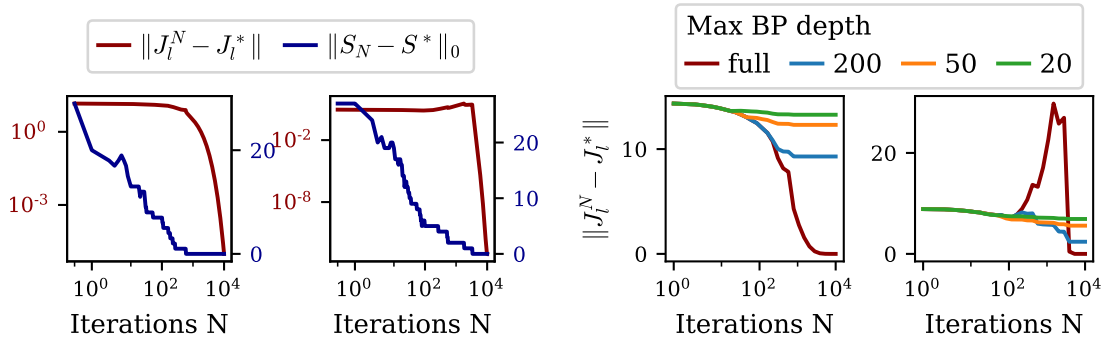 ‖J_l^N − J_l^*‖ ‖S_N − S^*‖_0
10^0
10^{-3}
20
0
10^0 10^2 10^4
Iterations N
10^{-2}
10^{-8}
20
10
0
10^0 10^2 10^4
Iterations N
Max BP depth
full 200 50 20
‖J_l^N − J_l^*‖
10
0
10^0 10^2 10^4
Iterations N
20
0
10^0 10^2 10^4
Iterations N